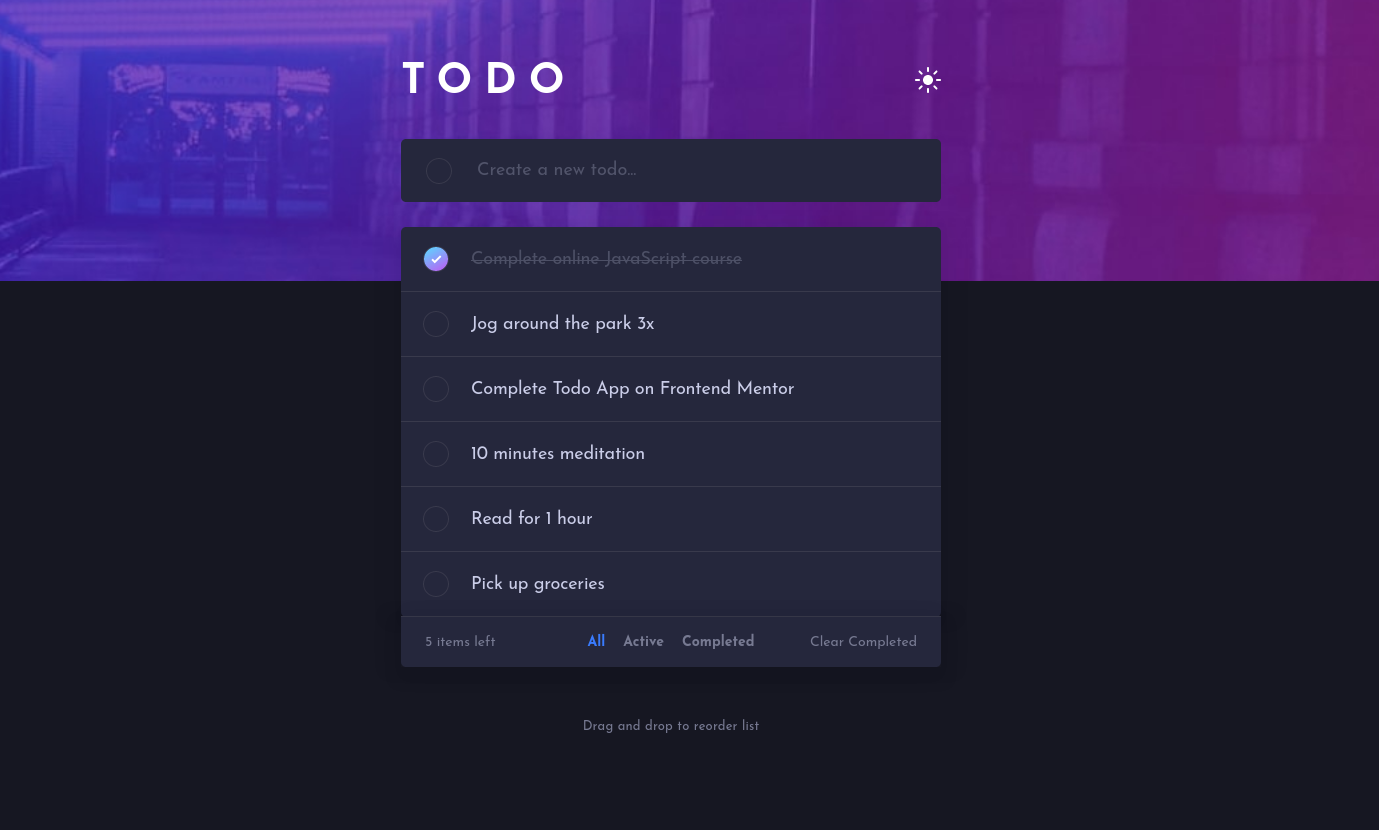 TODO
Create a new todo...
Complete online JavaScript course
Jog around the park 3x
Complete Todo App on Frontend Mentor
10 minutes meditation
Read for 1 hour
Pick up groceries
5 items left All Active Completed Clear Completed
Drag and drop to reorder list